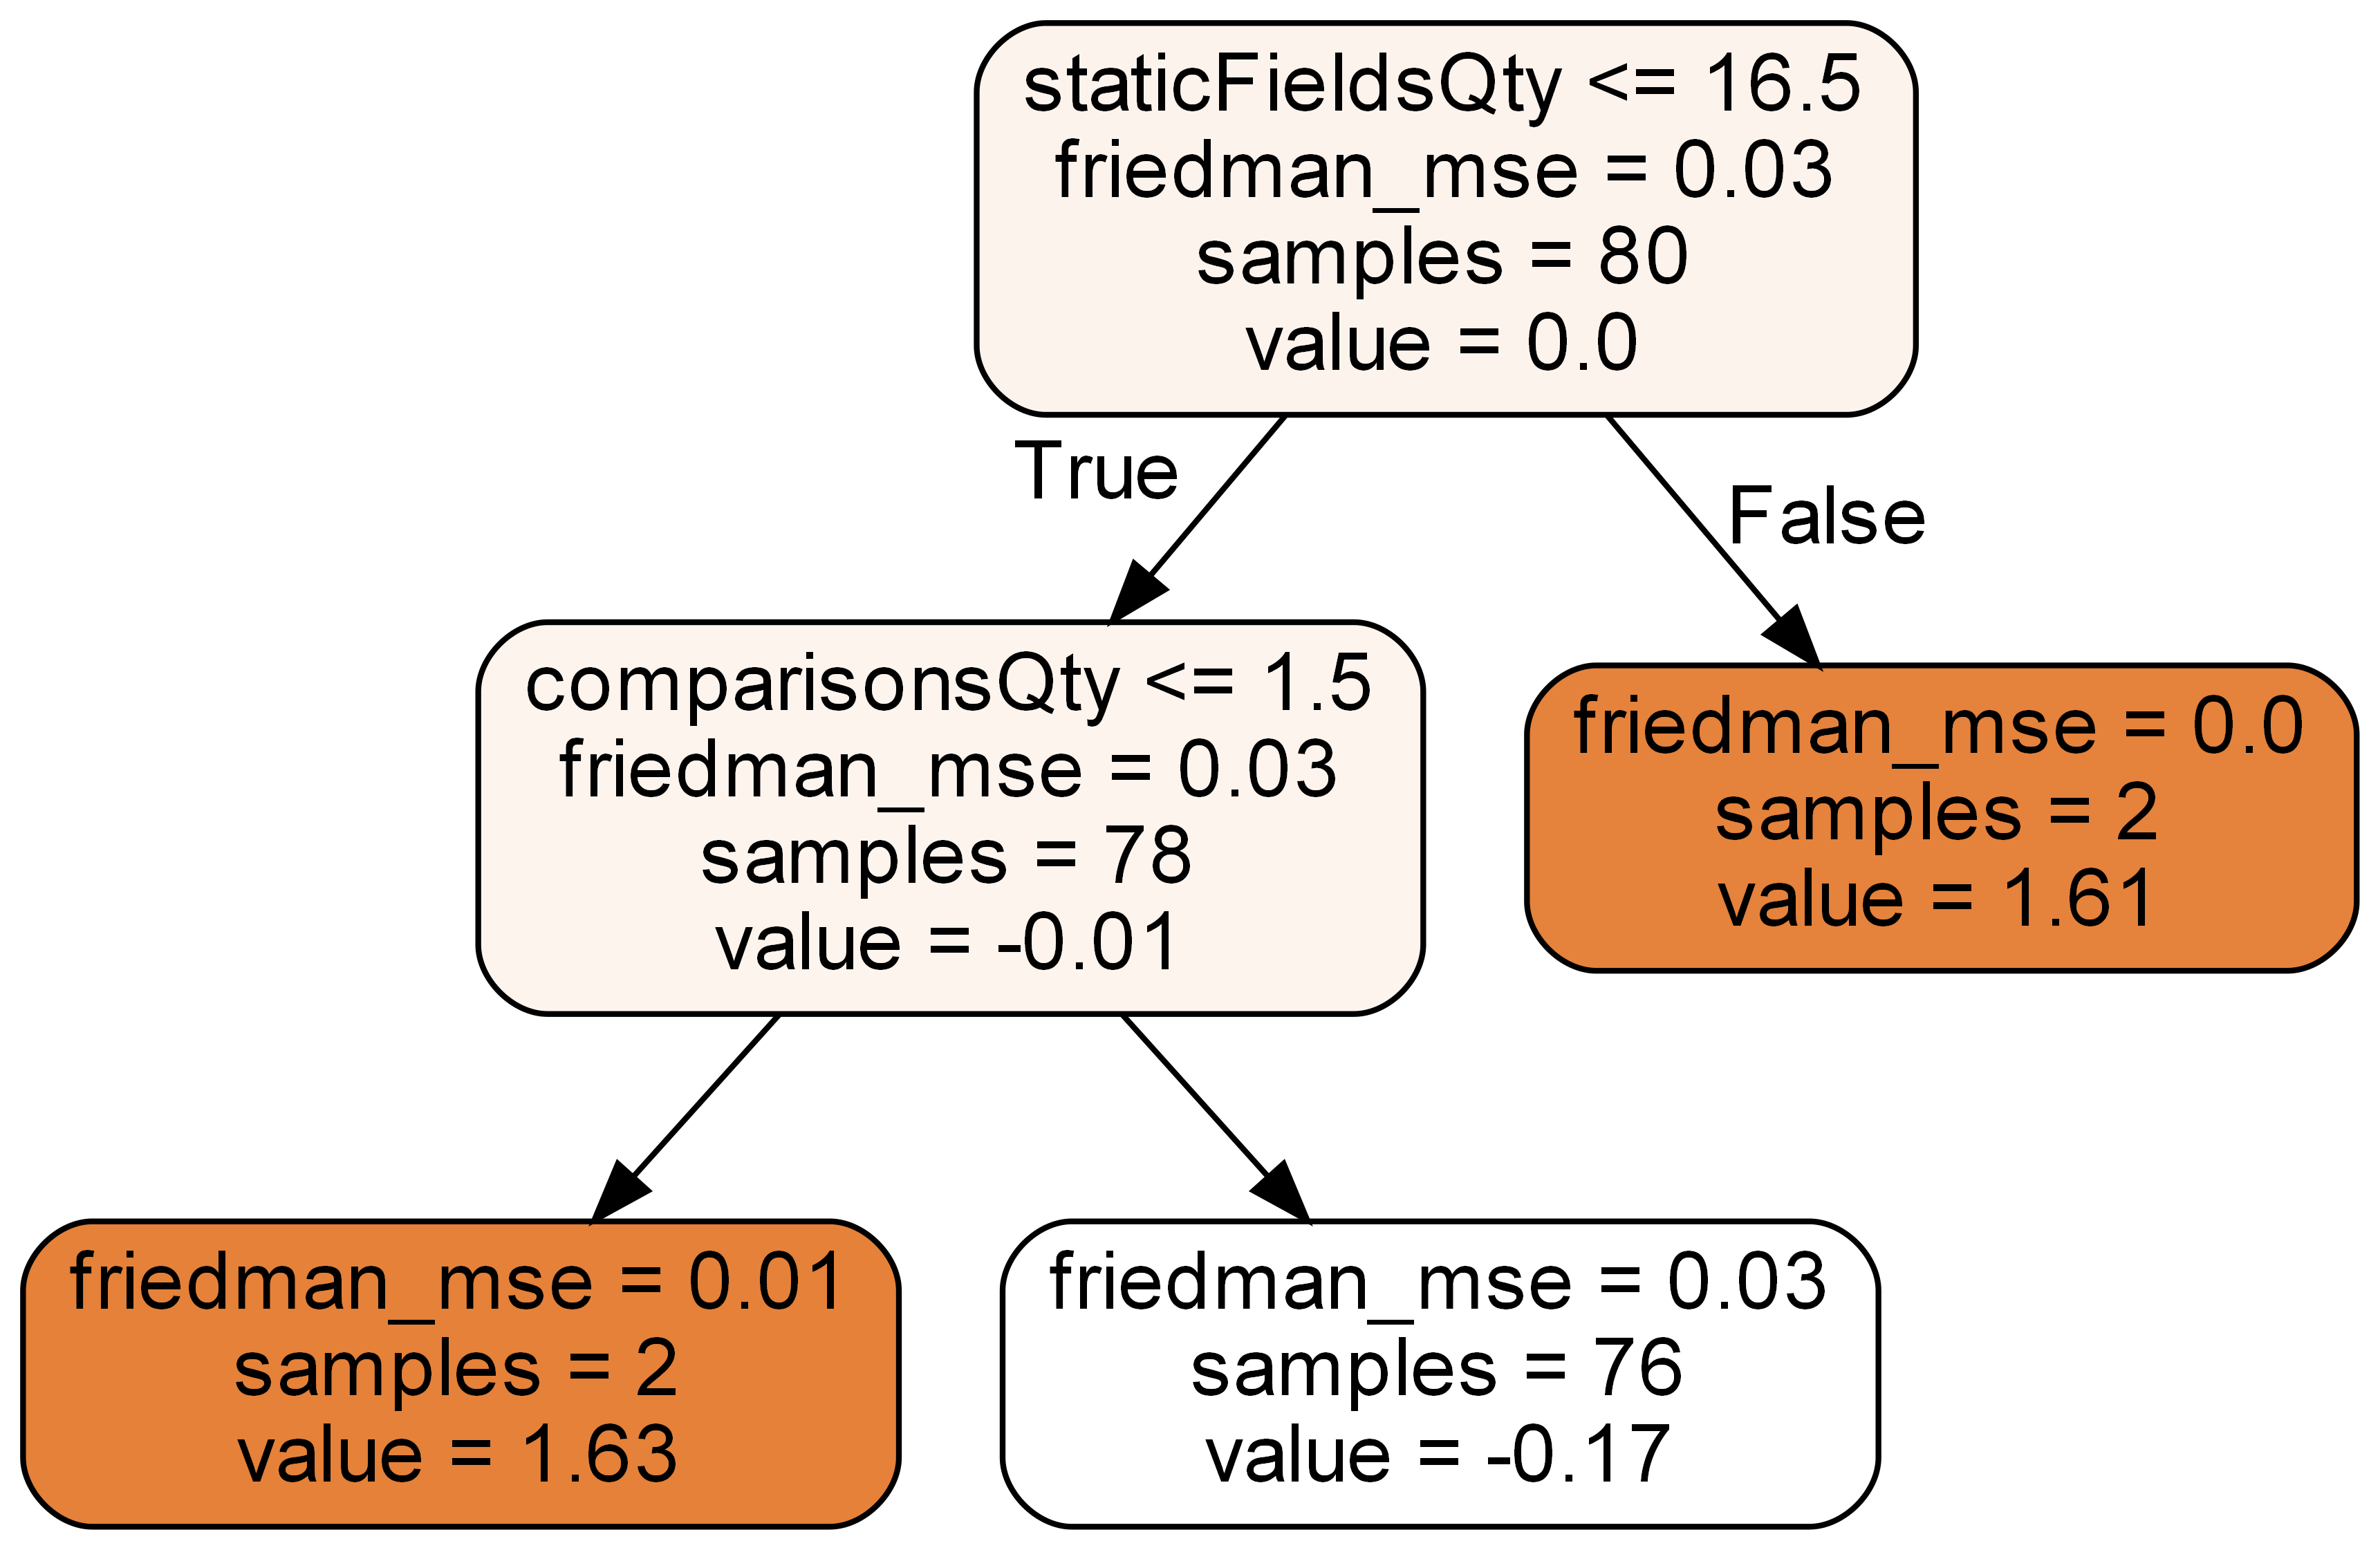 staticFieldsQty <= 16.5
friedman_mse = 0.03
samples = 80
value = 0.0
True
False
comparisonsQty <= 1.5
friedman_mse = 0.03
samples = 78
value = -0.01
friedman_mse = 0.0
samples = 2
value = 1.61
friedman_mse = 0.01
samples = 2
value = 1.63
friedman_mse = 0.03
samples = 76
value = -0.17